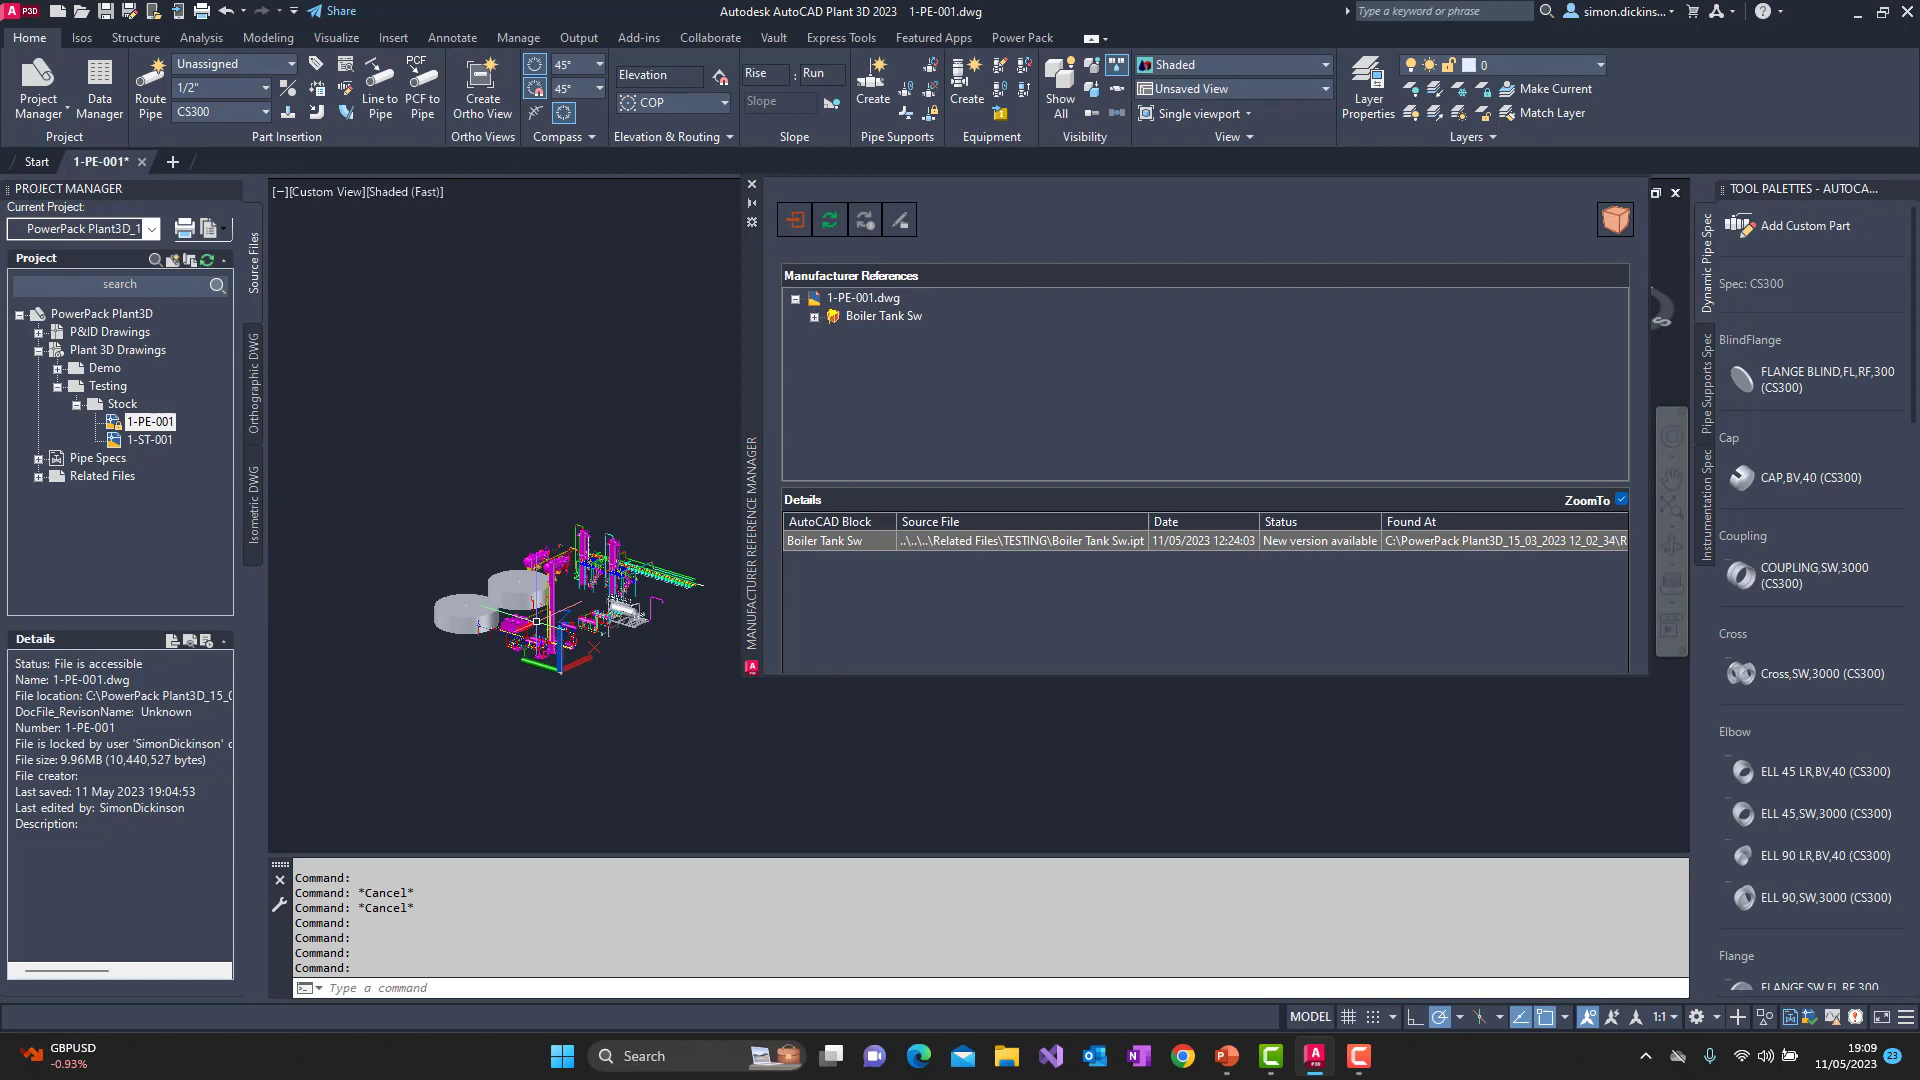 A P3D
Share
Autodesk AutoCAD Plant 3D 2023 1-PE-001.dwg
Type a keyword or phrase
simon.dickins...
Home Isos Structure Analysis Modeling Visualize Insert Annotate Manage Output Add-ins Collaborate Vault Express Tools Featured Apps Power Pack
Project Manager
Data Manager
Project
Route Pipe
Unassigned
1/2"
CS300
PCF
Line to Pipe
PCF to Pipe
Part Insertion
Create Ortho View
Ortho Views
45°
45°
Compass
Elevation
COP
Elevation & Routing
Rise : Run
Slope
Slope
Create
Pipe Supports
Create
Equipment
Show All
Visibility
Shaded
Unsaved View
Single viewport
View
Layer Properties
0
Make Current
Match Layer
Layers
Start 1-PE-001*
PROJECT MANAGER
Current Project:
PowerPack Plant3D_1
Project
search
PowerPack Plant3D
P&ID Drawings
Plant 3D Drawings
Demo
Testing
Stock
1-PE-001
1-ST-001
Pipe Specs
Related Files
Source Files
Orthographic DWG
Isometric DWG
Details
Status: File is accessible
Name: 1-PE-001.dwg
File location: C:\PowerPack Plant3D_15_0
DocFile_RevisonName: Unknown
Number: 1-PE-001
File is locked by user 'SimonDickinson' c
File size: 9.96MB (10,440,527 bytes)
File creator:
Last saved: 11 May 2023 19:04:53
Last edited by: SimonDickinson
Description:
[−][Custom View][Shaded (Fast)]
MANUFACTURER REFERENCE MANAGER
Manufacturer References
1-PE-001.dwg
Boiler Tank Sw
Details
ZoomTo
AutoCAD Block Source File Date Status Found At
Boiler Tank Sw ..\..\..\Related Files\TESTING\Boiler Tank Sw.ipt 11/05/2023 12:24:03 New version available C:\PowerPack Plant3D_15_03_2023 12_02_34\R
Command:
Command: *Cancel*
Command: *Cancel*
Command:
Command:
Command:
Command:
Type a command
TOOL PALETTES - AUTOCA...
Dynamic Pipe Spec
Pipe Supports Spec
Instrumentation Spec
Add Custom Part
Spec: CS300
BlindFlange
FLANGE BLIND,FL,RF,300 (CS300)
Cap
CAP,BV,40 (CS300)
Coupling
COUPLING,SW,3000 (CS300)
Cross
Cross,SW,3000 (CS300)
Elbow
ELL 45 LR,BV,40 (CS300)
ELL 45,SW,3000 (CS300)
ELL 90 LR,BV,40 (CS300)
ELL 90,SW,3000 (CS300)
Flange
FLANGE SW,FL,RF,300
MODEL
1:1
GBPUSD
-0.93%
Search
19:09
11/05/2023
23